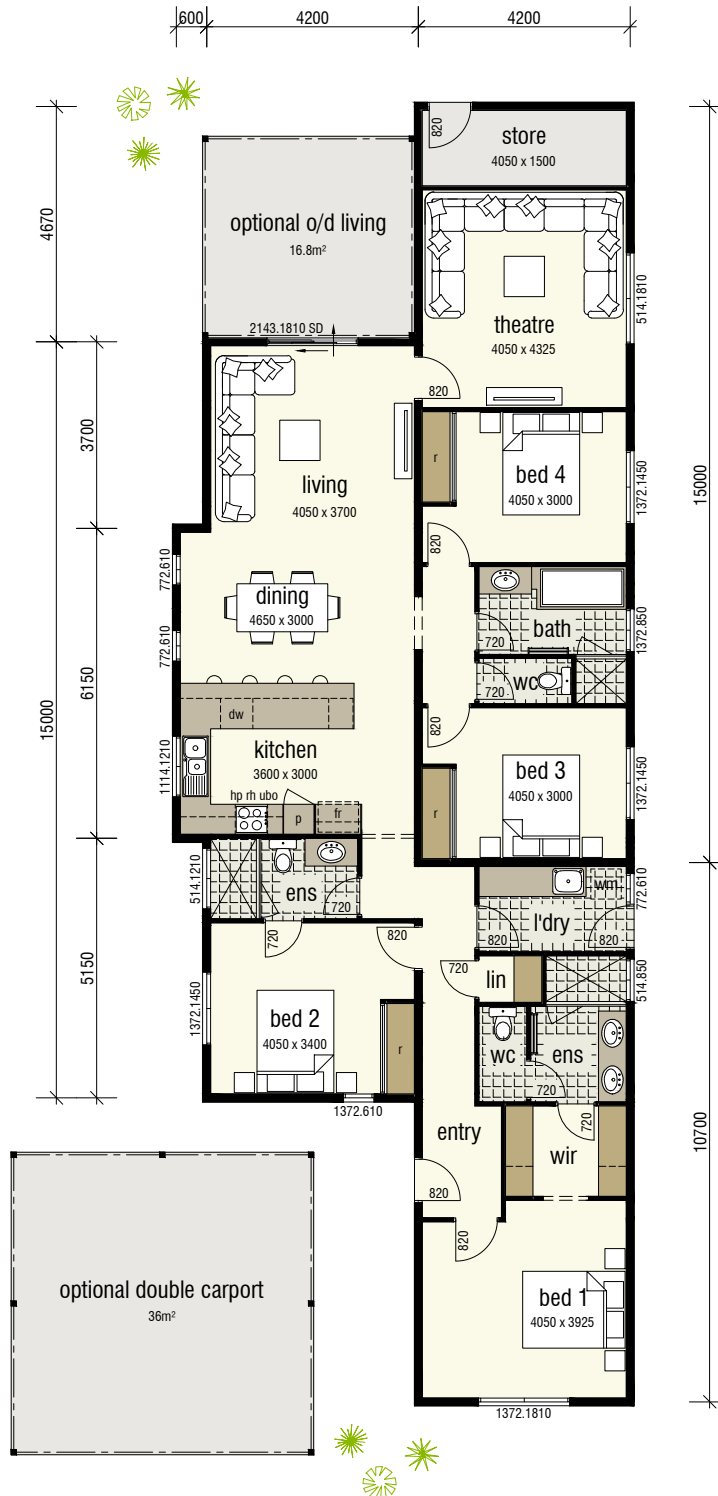 600
4200
4200
820
store
4050 x 1500
4670
optional o/d living
16.8m²
514.1810
theatre
4050 x 4325
2143.1810 SD
820
3700
15000
r
bed 4
4050 x 3000
1372.1450
living
4050 x 3700
820
772.610
dining
4650 x 3000
772.610
720
bath
1372.850
6150
15000
720
wc
dw
820
kitchen
3600 x 3000
1114.1210
bed 3
4050 x 3000
1372.1450
hp rh ubo
p
fr
r
514.1210
ens
720
wm
772.610
l'dry
820
820
720
820
5150
720
lin
514.850
1372.1450
bed 2
4050 x 3400
r
wc
ens
720
1372.610
entry
720
wir
10700
820
820
optional double carport
36m²
bed 1
4050 x 3925
1372.1810